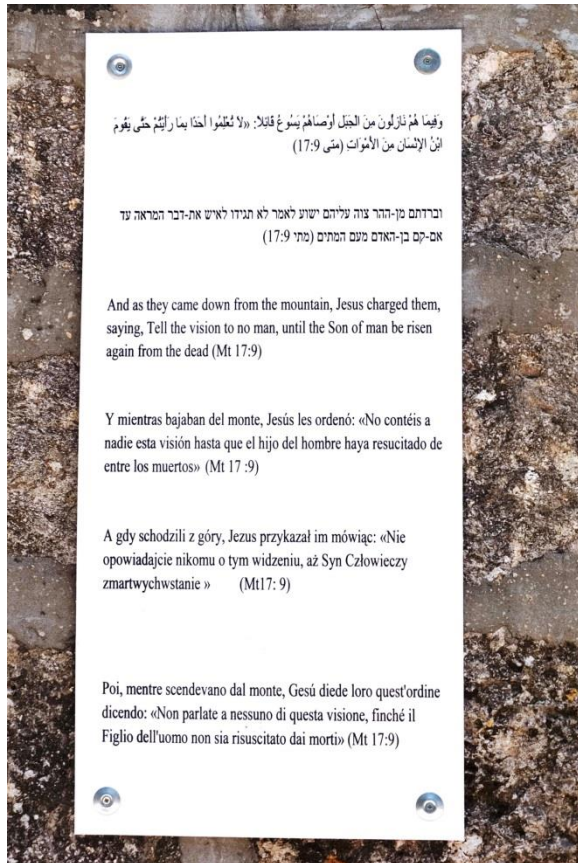 وَفِيمَا هُمْ نَازِلُونَ مِنَ الْجَبَلِ أَوْصَاهُمْ يَسُوعُ قَائِلاً: «لاَ تُعْلِمُوا أَحَدًا بِمَا رَأَيْتُمْ حَتَّى يَقُومَ
ابْنُ الإِنْسَانِ مِنَ الأَمْوَاتِ (متى 17:9)
וברדתם מן-ההר צוה עליהם ישוע לאמר לא תגידו לאיש את-דבר המראה עד
אם-קם בן-האדם מעם המתים (מתי 17:9)
And as they came down from the mountain, Jesus charged them,
saying, Tell the vision to no man, until the Son of man be risen
again from the dead (Mt 17:9)
Y mientras bajaban del monte, Jesús les ordenó: «No contéis a
nadie esta visión hasta que el hijo del hombre haya resucitado de
entre los muertos» (Mt 17 :9)
A gdy schodzili z góry, Jezus przykazał im mówiąc: «Nie
opowiadajcie nikomu o tym widzeniu, aż Syn Człowieczy
zmartwychwstanie » (Mt17: 9)
Poi, mentre scendevano dal monte, Gesú diede loro quest'ordine
dicendo: «Non parlate a nessuno di questa visione, finché il
Figlio dell'uomo non sia risuscitato dai morti» (Mt 17:9)